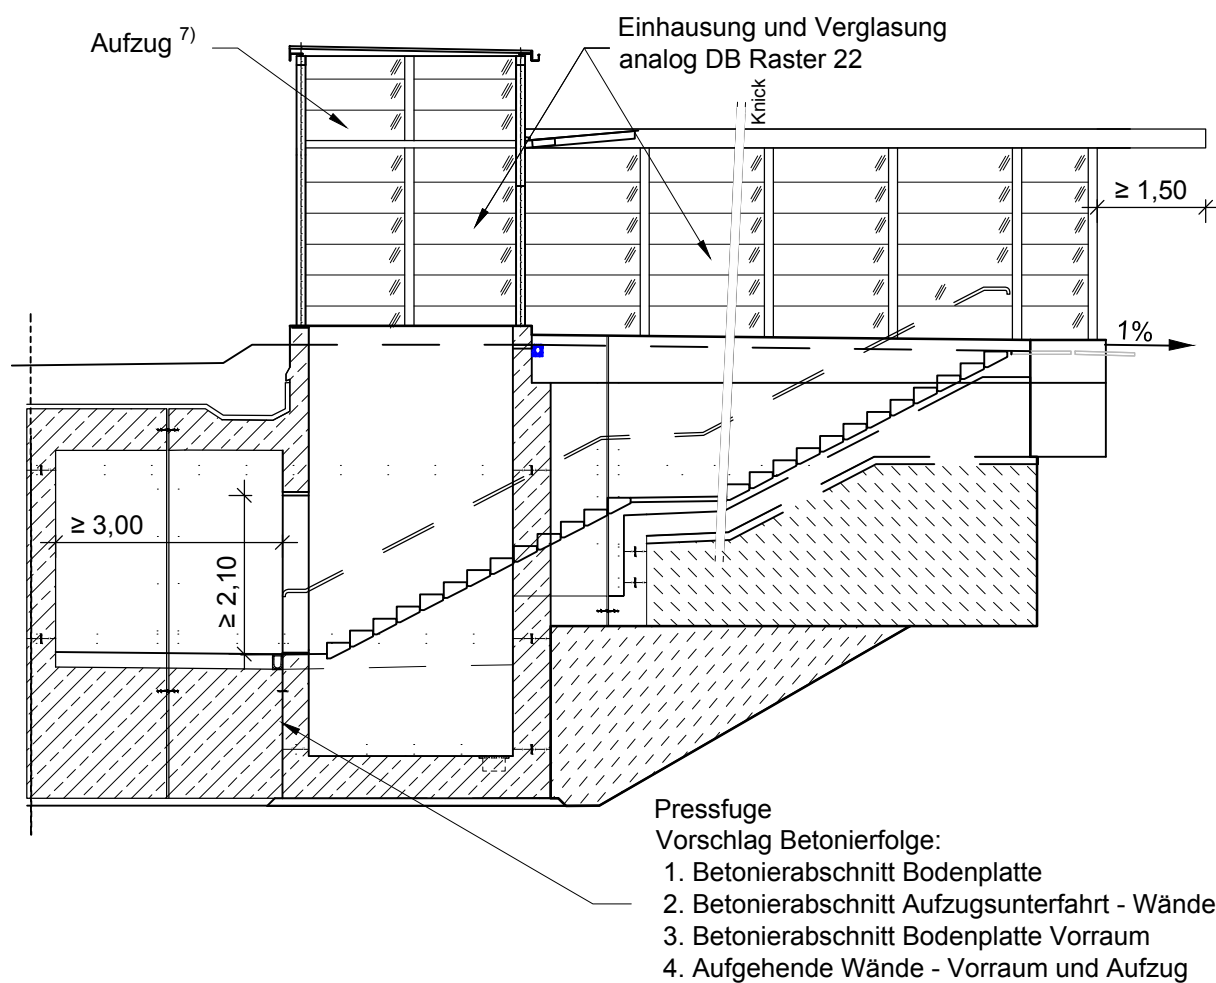 Aufzug 7)
Einhausung und Verglasung
analog DB Raster 22
Knick
≥ 1,50
1%
≥ 3,00
≥ 2,10
Pressfuge
Vorschlag Betonierfolge:
1. Betonierabschnitt Bodenplatte
2. Betonierabschnitt Aufzugsunterfahrt - Wände
3. Betonierabschnitt Bodenplatte Vorraum
4. Aufgehende Wände - Vorraum und Aufzug